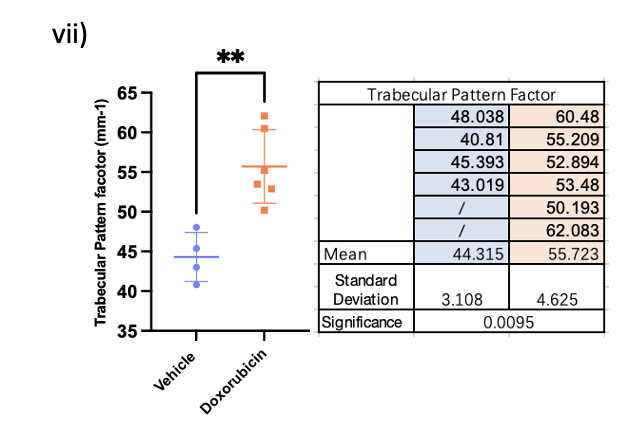 vii)
**
Trabecular Pattern facotor (mm-1)
65
60
55
50
45
40
35
Vehicle
Doxorubicin
Trabecular Pattern Factor
48.038 60.48
40.81 55.209
45.393 52.894
43.019 53.48
/ 50.193
/ 62.083
Mean 44.315 55.723
Standard
Deviation 3.108 4.625
Significance 0.0095